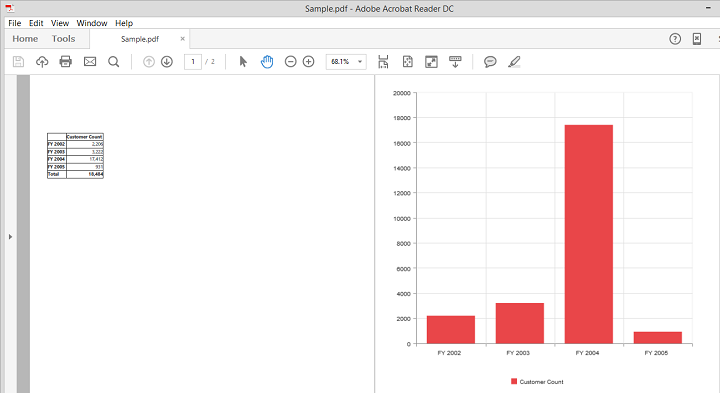 Sample.pdf - Adobe Acrobat Reader DC
File Edit View Window Help
Home Tools Sample.pdf ×
1 / 2 68.1%
Customer Count
FY 2002 2,206
FY 2003 3,222
FY 2004 17,412
FY 2005 931
Total 18,484
20000
18000
16000
14000
12000
10000
8000
6000
4000
2000
0
FY 2002 FY 2003 FY 2004 FY 2005
Customer Count